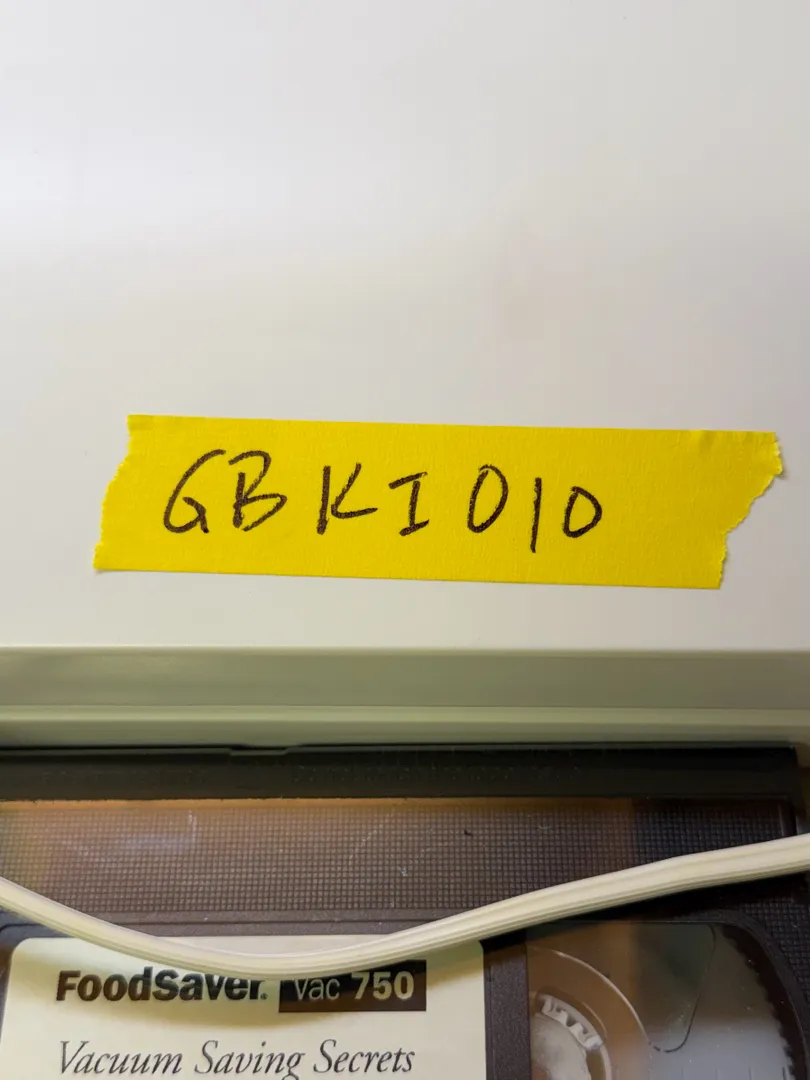 GBKI010
FoodSaver. Vac 750
Vacuum Saving Secrets